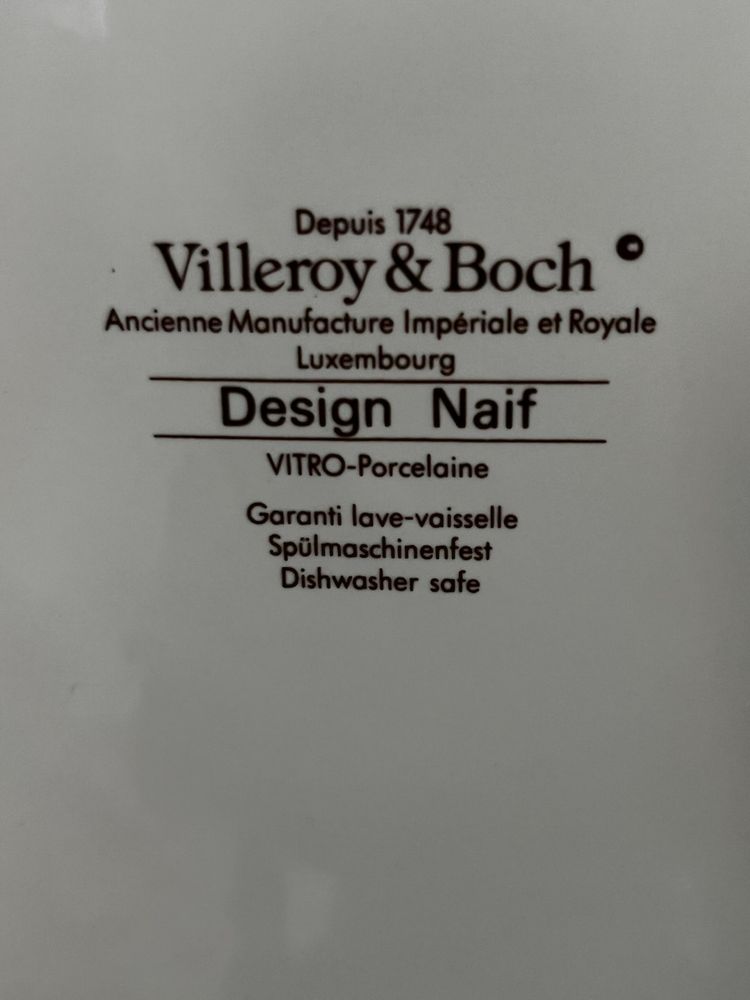 Depuis 1748
Villeroy & Boch ©
Ancienne Manufacture Impériale et Royale
Luxembourg
Design Naif
VITRO-Porcelaine
Garanti lave-vaisselle
Spülmaschinenfest
Dishwasher safe